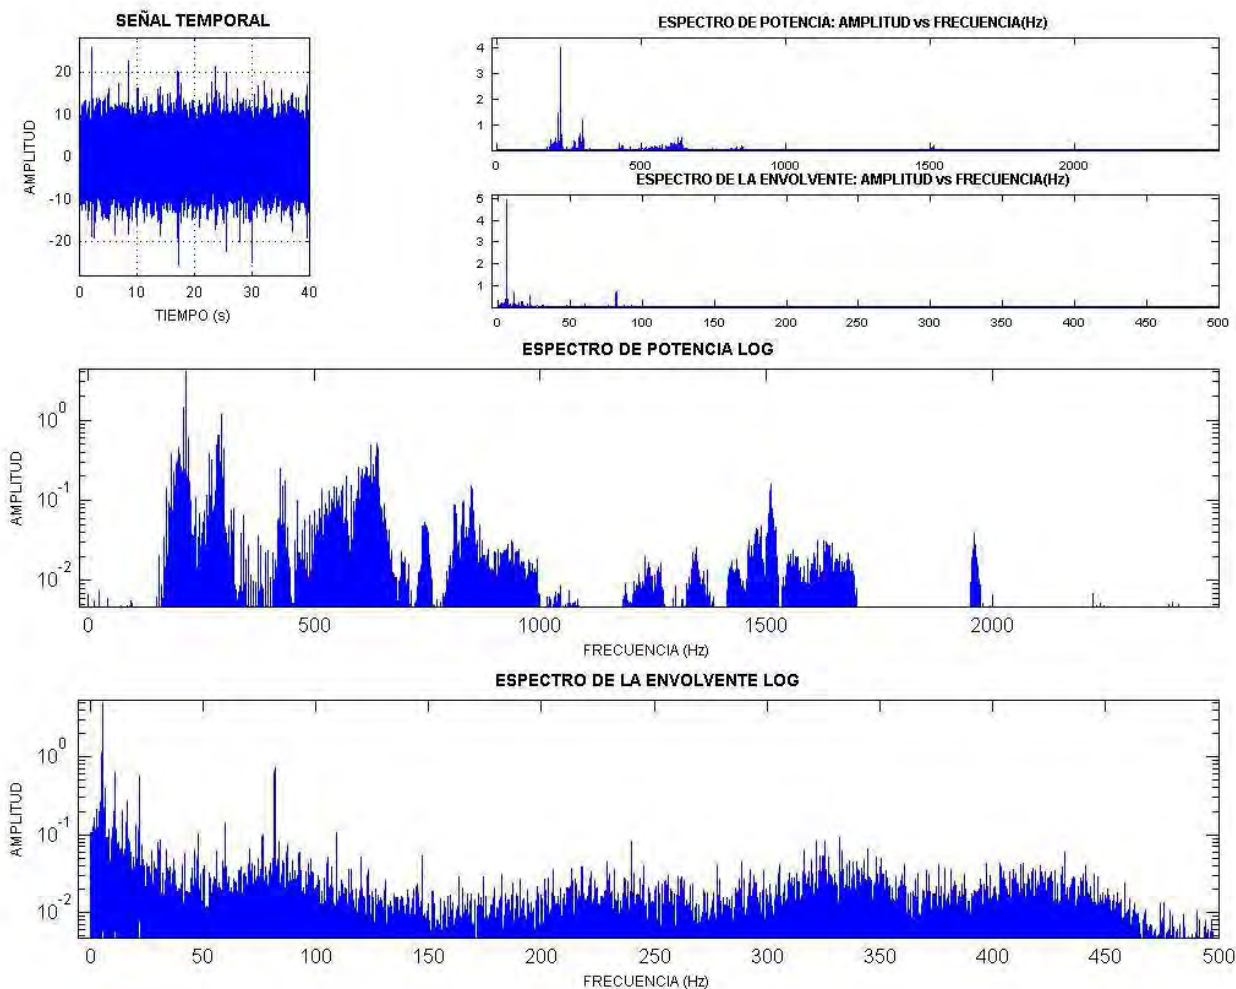 SEÑAL TEMPORAL
AMPLITUD
20
10
0
-10
-20
0 10 20 30 40
TIEMPO (s)
ESPECTRO DE POTENCIA: AMPLITUD vs FRECUENCIA(Hz)
4
3
2
1
0 500 1000 1500 2000
ESPECTRO DE LA ENVOLVENTE: AMPLITUD vs FRECUENCIA(Hz)
5
4
3
2
1
0 50 100 150 200 250 300 350 400 450 500
ESPECTRO DE POTENCIA LOG
AMPLITUD
10^0
10^-1
10^-2
0 500 1000 1500 2000
FRECUENCIA (Hz)
ESPECTRO DE LA ENVOLVENTE LOG
AMPLITUD
10^0
10^-1
10^-2
0 50 100 150 200 250 300 350 400 450 500
FRECUENCIA (Hz)